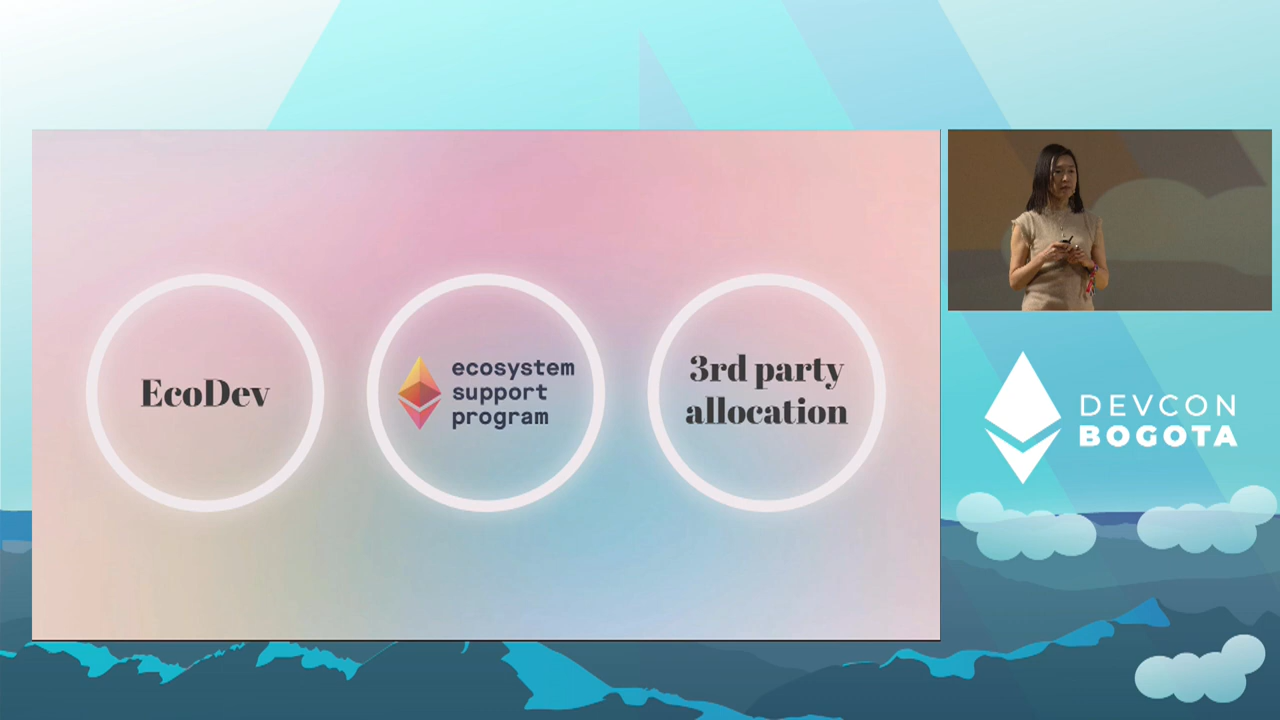 EcoDev
ecosystem
support
program
3rd party
allocation
DEVCON
BOGOTA